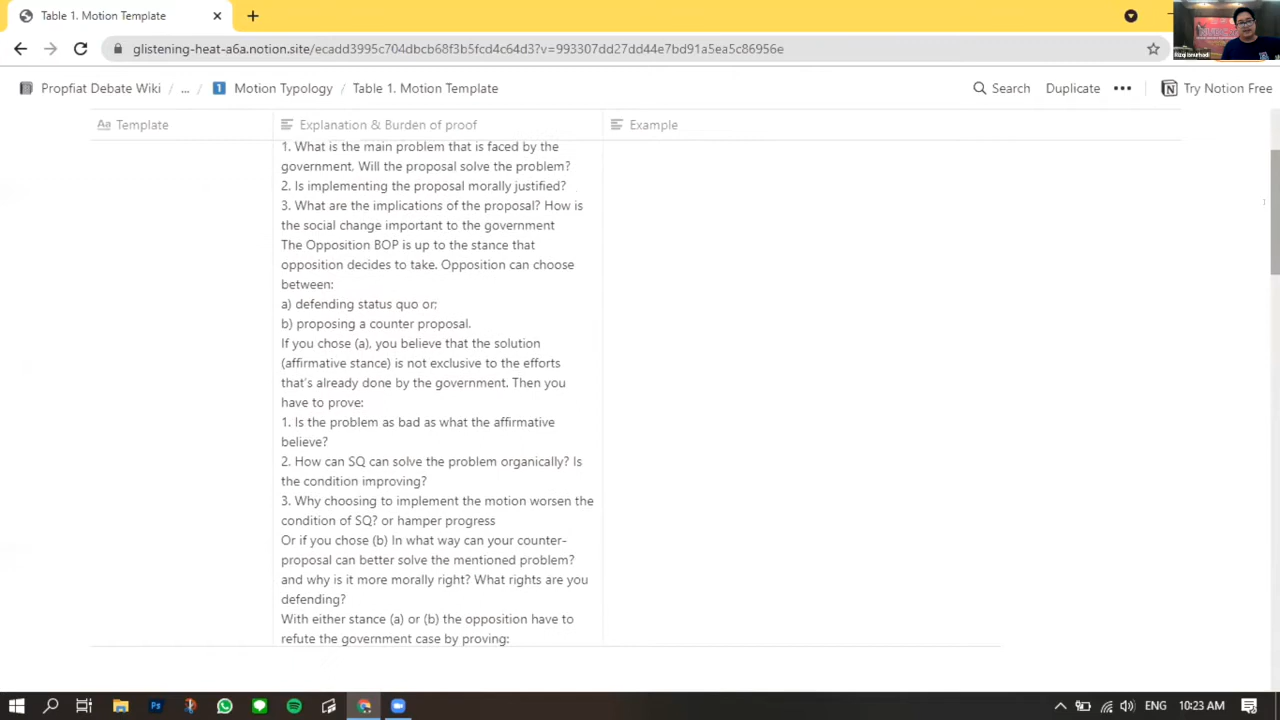 Table 1. Motion Template
glistening-heat-a6a.notion.site/ecadd3995c704dbcb68f3b5fcd4c64d3?v=993307dd27dd44e7bd91a5ea5c86956e
Rizqi Isnurhadi
Propfiat Debate Wiki / ... / 1 Motion Typology / Table 1. Motion Template
Search Duplicate ••• Try Notion Free
Aa Template Explanation & Burden of proof Example
1. What is the main problem that is faced by the
government. Will the proposal solve the problem?
2. Is implementing the proposal morally justified?
3. What are the implications of the proposal? How is
the social change important to the government
The Opposition BOP is up to the stance that
opposition decides to take. Opposition can choose
between:
a) defending status quo or;
b) proposing a counter proposal.
If you chose (a), you believe that the solution
(affirmative stance) is not exclusive to the efforts
that's already done by the government. Then you
have to prove:
1. Is the problem as bad as what the affirmative
believe?
2. How can SQ can solve the problem organically? Is
the condition improving?
3. Why choosing to implement the motion worsen the
condition of SQ? or hamper progress
Or if you chose (b) In what way can your counter-
proposal can better solve the mentioned problem?
and why is it more morally right? What rights are you
defending?
With either stance (a) or (b) the opposition have to
refute the government case by proving:
ENG 10:23 AM